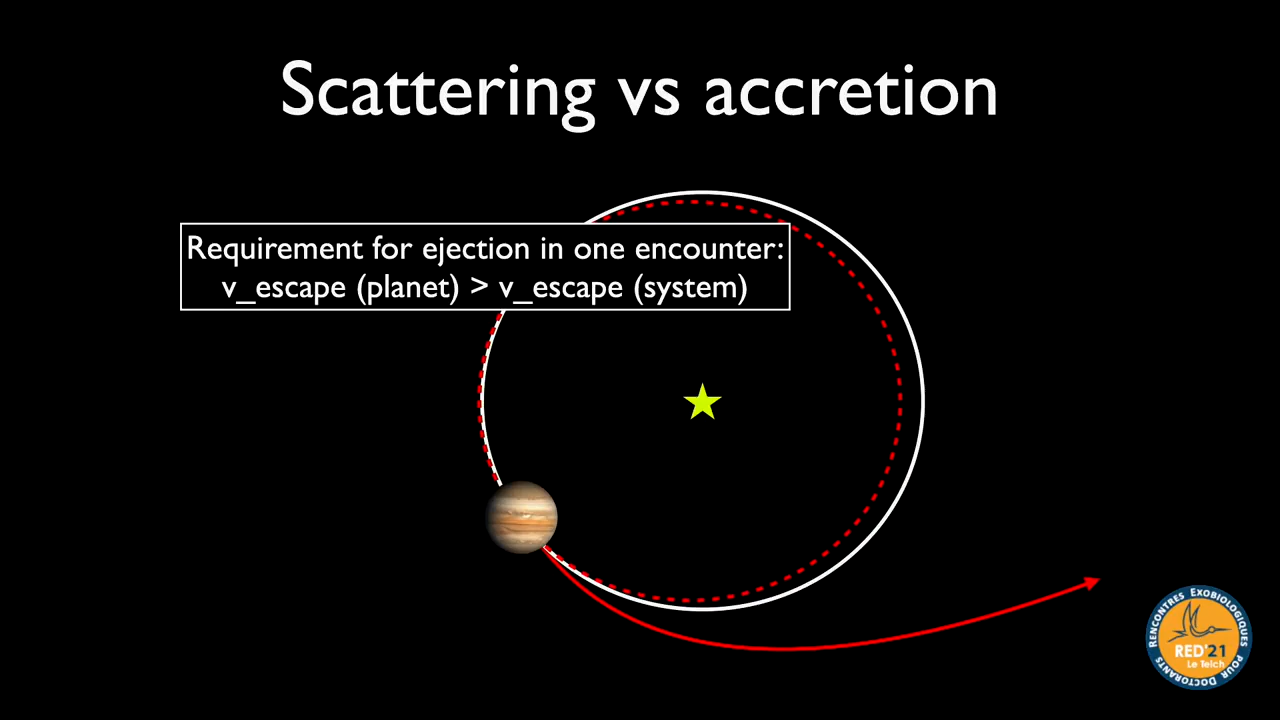 Scattering vs accretion
Requirement for ejection in one encounter:
v_escape (planet) > v_escape (system)
RENCONTRES EXOBIOLOGIQUES
POUR DOCTORANTS
RED'21
Le Teich